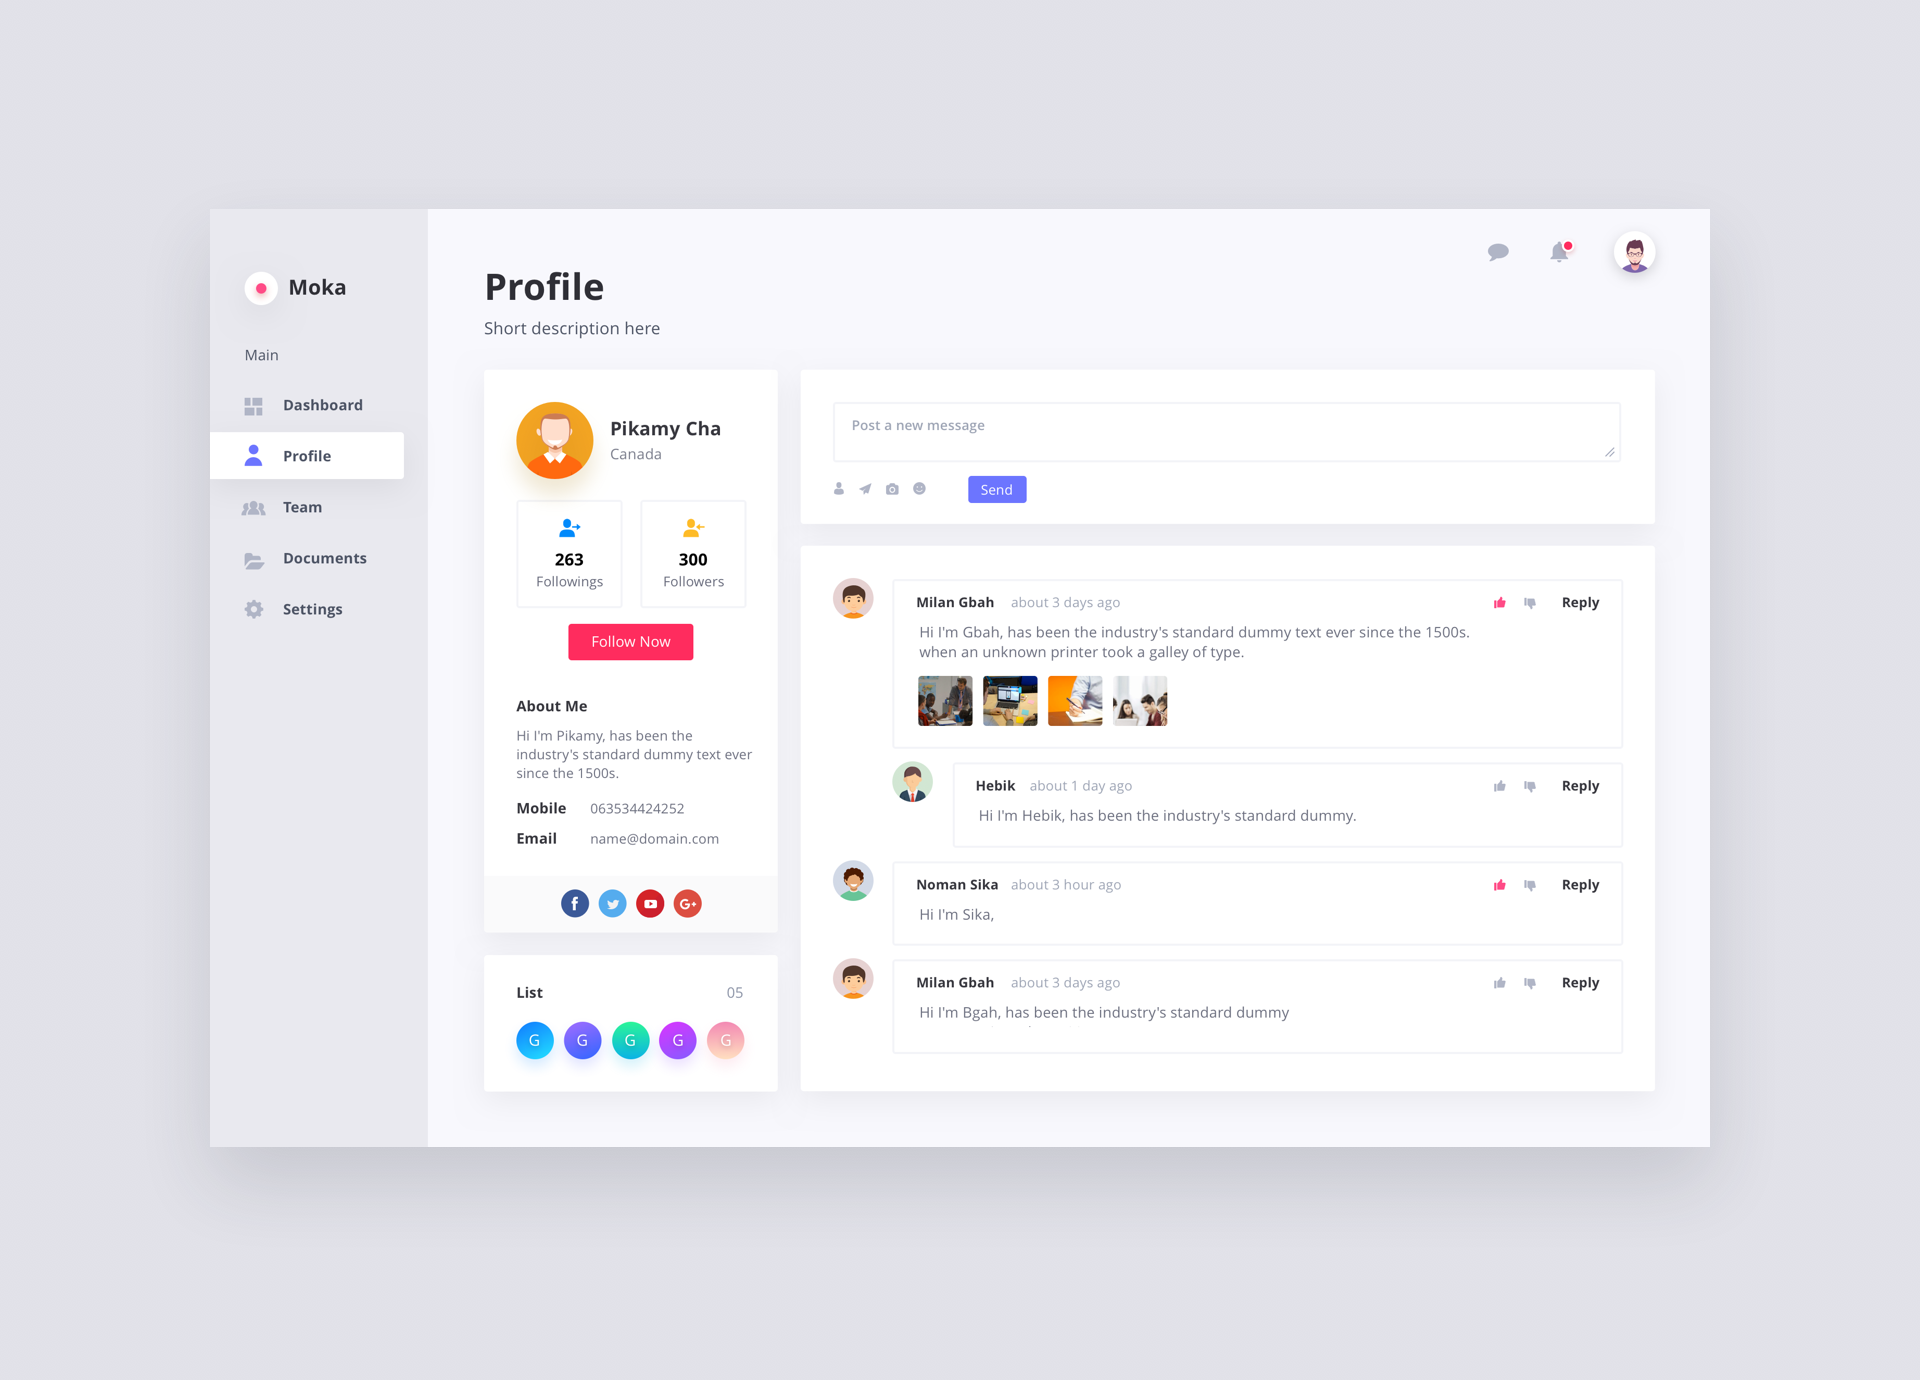 Moka
Main
Dashboard
Profile
Team
Documents
Settings
Profile
Short description here
Pikamy Cha
Canada
263
Followings
300
Followers
Follow Now
About Me
Hi I'm Pikamy, has been the
industry's standard dummy text ever
since the 1500s.
Mobile 063534424252
Email name@domain.com
f
G+
List 05
G G G G G
Post a new message
Send
Milan Gbah about 3 days ago Reply
Hi I'm Gbah, has been the industry's standard dummy text ever since the 1500s.
when an unknown printer took a galley of type.
Hebik about 1 day ago Reply
Hi I'm Hebik, has been the industry's standard dummy.
Noman Sika about 3 hour ago Reply
Hi I'm Sika,
Milan Gbah about 3 days ago Reply
Hi I'm Bgah, has been the industry's standard dummy